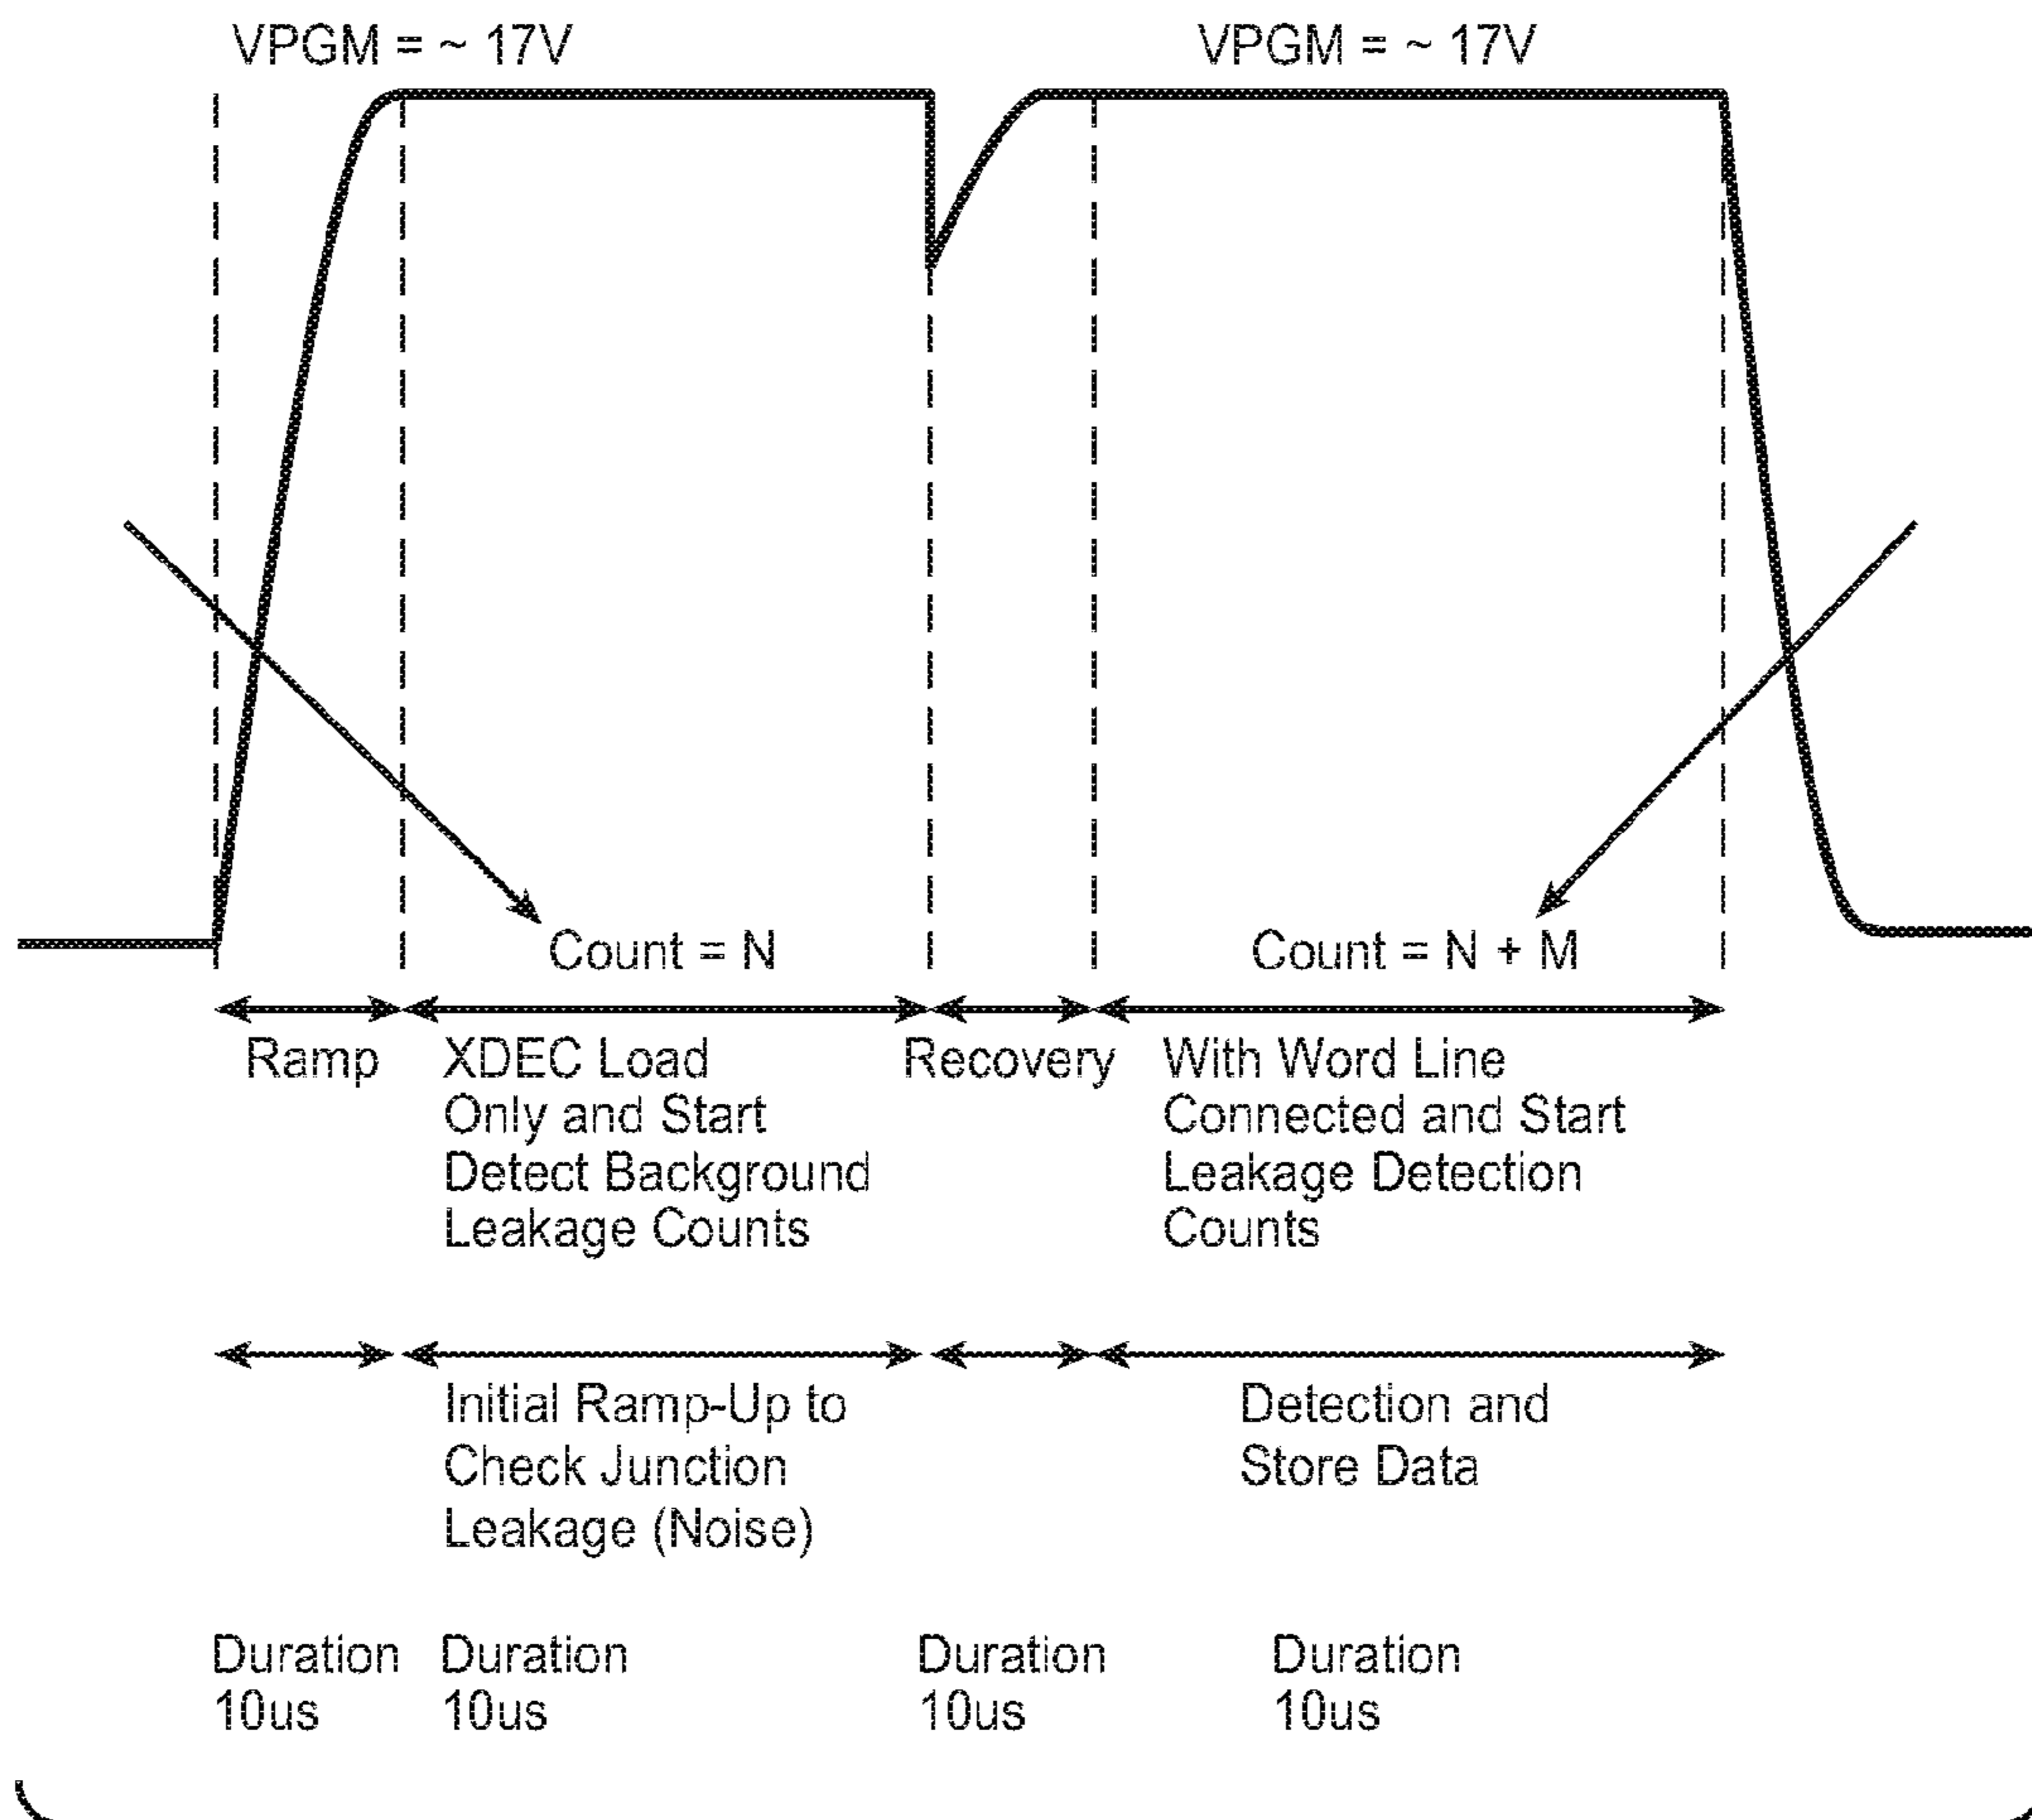 VPGM = ~ 17V
VPGM = ~ 17V
Count = N
Count = N + M
Ramp
XDEC Load
Only and Start
Detect Background
Leakage Counts
Recovery
With Word Line
Connected and Start
Leakage Detection
Counts
Initial Ramp-Up to
Check Junction
Leakage (Noise)
Detection and
Store Data
Duration
10us
Duration
10us
Duration
10us
Duration
10us